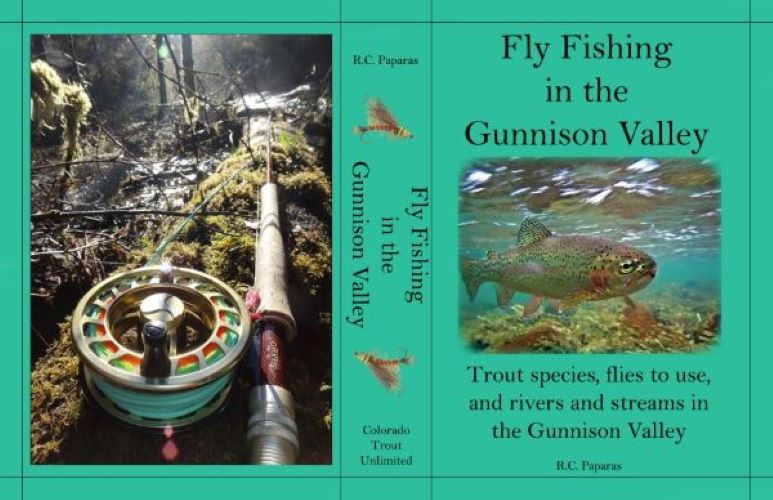 R.C. Paparas
Fly Fishing
in the
Gunnison Valley
Colorado
Trout
Unlimited
Fly Fishing
in the
Gunnison Valley
Trout species, flies to use,
and rivers and streams in
the Gunnison Valley
R.C. Paparas
ORVIS